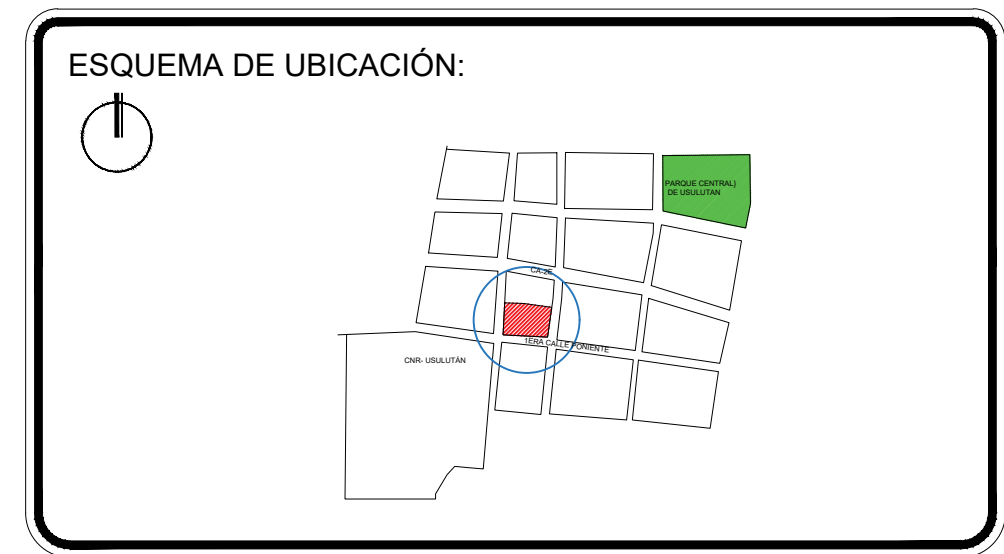 ESQUEMA DE UBICACIÓN:
PARQUE CENTRAL}
DE USULUTAN
CA-2E
1ERA CALLE PONIENTE
CNR- USULUTÁN